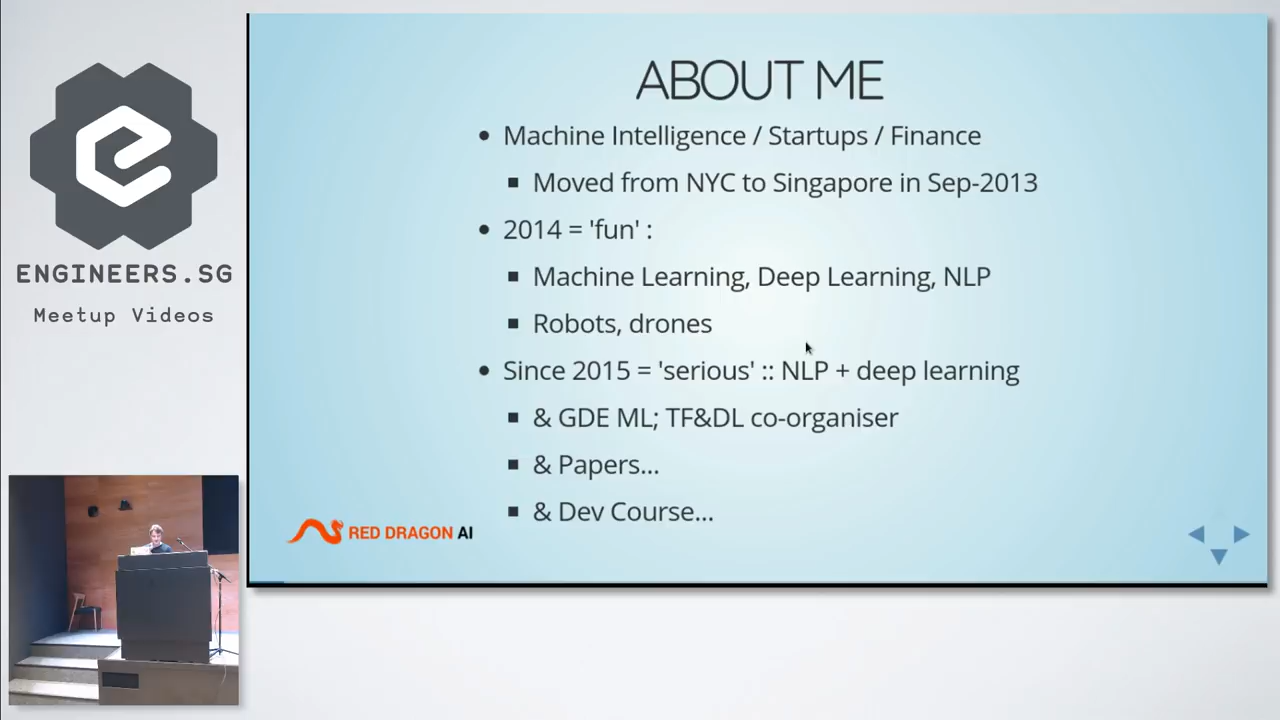 ENGINEERS.SG
Meetup Videos
ABOUT ME
Machine Intelligence / Startups / Finance
Moved from NYC to Singapore in Sep-2013
2014 = 'fun' :
Machine Learning, Deep Learning, NLP
Robots, drones
Since 2015 = 'serious' :: NLP + deep learning
& GDE ML; TF&DL co-organiser
& Papers...
& Dev Course...
RED DRAGON AI